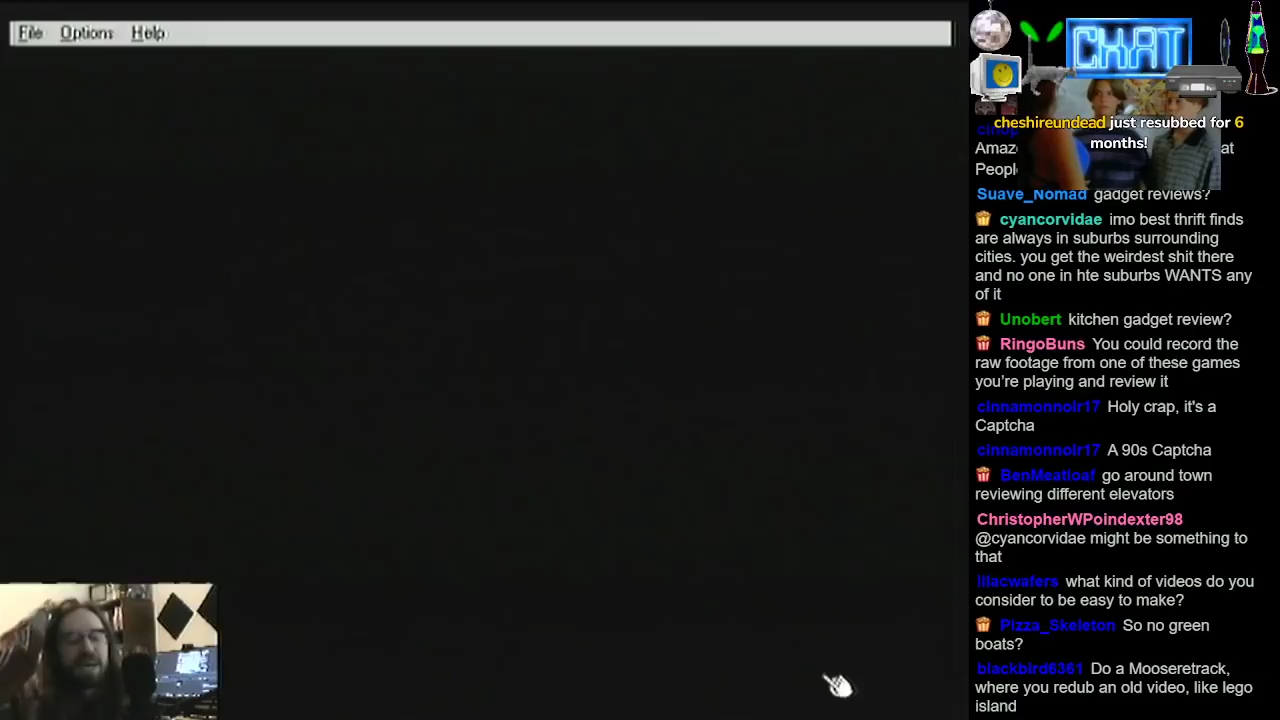 File Options Help
CHAT
cheshireundead just resubbed for 6
months!
Amaz
at
Peopl
Suave_Nomad gadget reviews?
cyancorvidae imo best thrift finds
are always in suburbs surrounding
cities. you get the weirdest shit there
and no one in hte suburbs WANTS any
of it
Unobert kitchen gadget review?
RingoBuns You could record the
raw footage from one of these games
you're playing and review it
cinnamonnoir17 Holy crap, it's a
Captcha
cinnamonnoir17 A 90s Captcha
BenMeatloaf go around town
reviewing different elevators
ChristopherWPoindexter98
@cyancorvidae might be something to
that
lilacwafers what kind of videos do you
consider to be easy to make?
Pizza_Skeleton So no green
boats?
blackbird6361 Do a Mooseretrack,
where you redub an old video, like lego
island